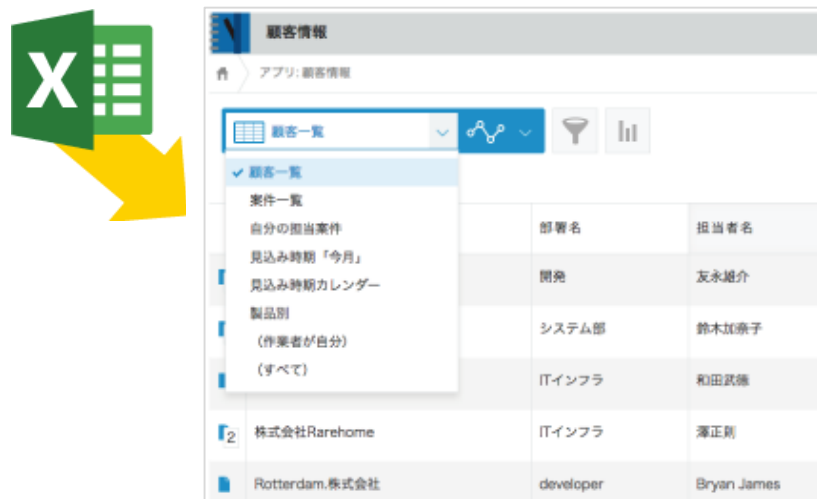 X
顧客情報
アプリ: 顧客情報
顧客一覧
顧客一覧
案件一覧
自分の担当案件
見込み時期「今月」
見込み時期カレンダー
製品別
(作業者が自分)
(すべて)
部署名 担当者名
開発 友永雄介
システム部 鈴木加奈子
ITインフラ 和田武徳
2 株式会社Rarehome ITインフラ 澤正則
Rotterdam.株式会社 developer Bryan James